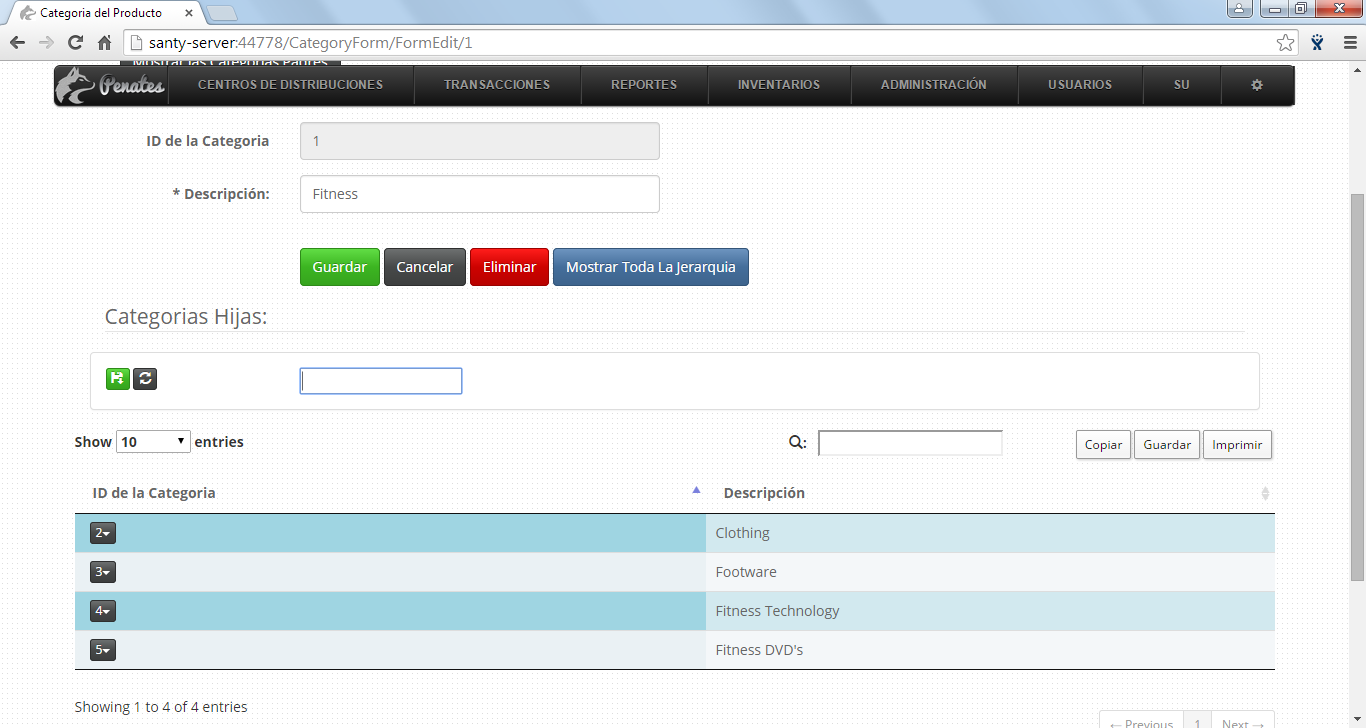 Categoria del Producto
santy-server:44778/CategoryForm/FormEdit/1
Mostrar las Categorias Padres
Penates CENTROS DE DISTRIBUCIONES TRANSACCIONES REPORTES INVENTARIOS ADMINISTRACIÓN USUARIOS SU
ID de la Categoria 1
* Descripción: Fitness
Guardar Cancelar Eliminar Mostrar Toda La Jerarquia
Categorias Hijas:
Show 10 entries : Copiar Guardar Imprimir
ID de la Categoria Descripción
2 Clothing
3 Footware
4 Fitness Technology
5 Fitness DVD's
Showing 1 to 4 of 4 entries
← Previous 1 Next →